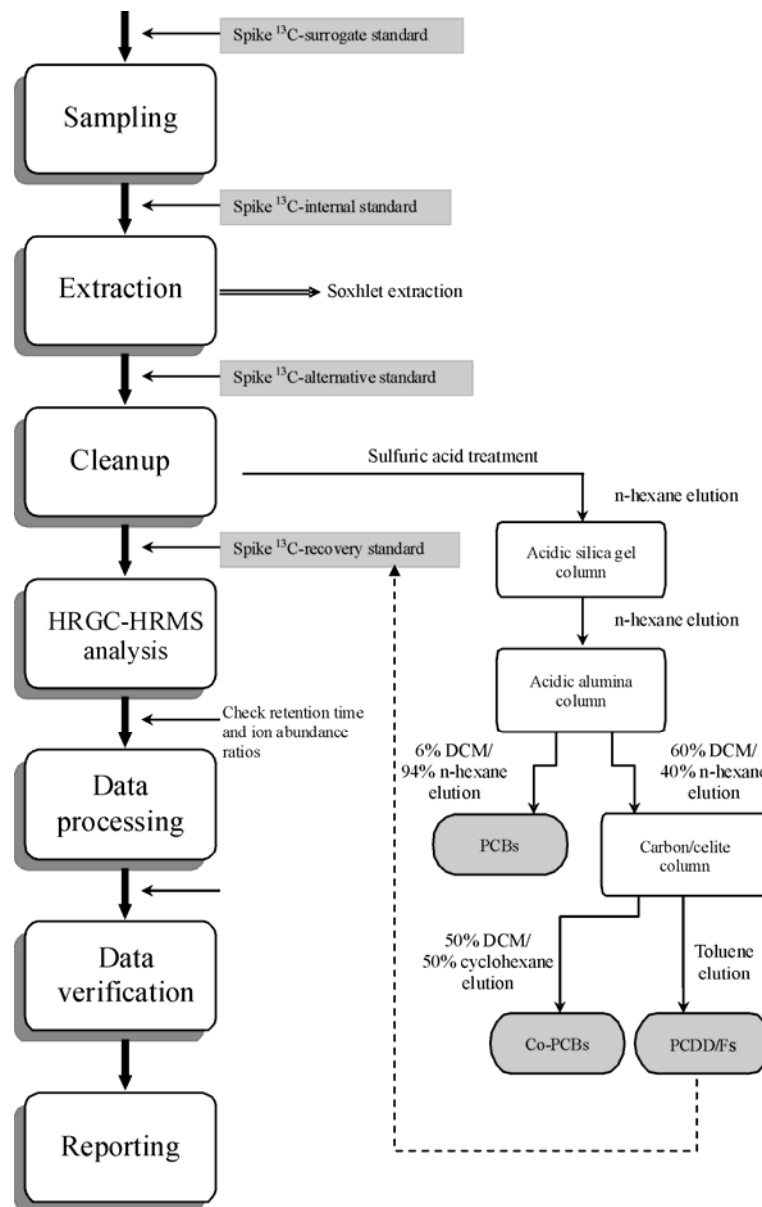 Spike ¹³C-surrogate standard
Sampling
Spike ¹³C-internal standard
Extraction
Soxhlet extraction
Spike ¹³C-alternative standard
Cleanup
Sulfuric acid treatment
n-hexane elution
Spike ¹³C-recovery standard
Acidic silica gel
column
HRGC-HRMS
analysis
n-hexane elution
Acidic alumina
column
Check retention time
and ion abundance
ratios
6% DCM/
94% n-hexane
elution
60% DCM/
40% n-hexane
elution
Data
processing
PCBs
Carbon/celite
column
Data
verification
50% DCM/
50% cyclohexane
elution
Toluene
elution
Co-PCBs
PCDD/Fs
Reporting